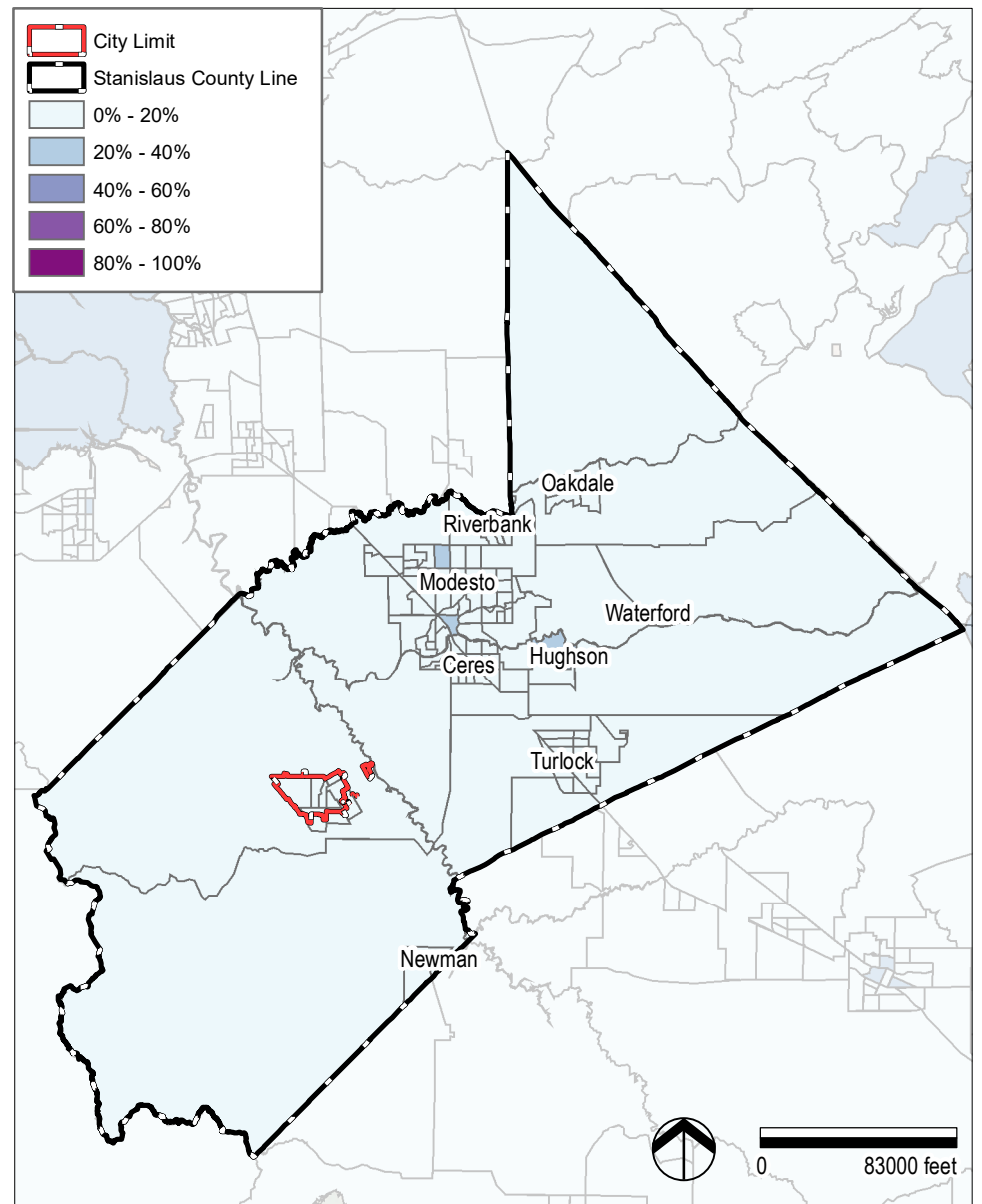 City Limit
Stanislaus County Line
0% - 20%
20% - 40%
40% - 60%
60% - 80%
80% - 100%
Oakdale
Riverbank
Modesto
Waterford
Ceres
Hughson
Turlock
Newman
0
83000 feet